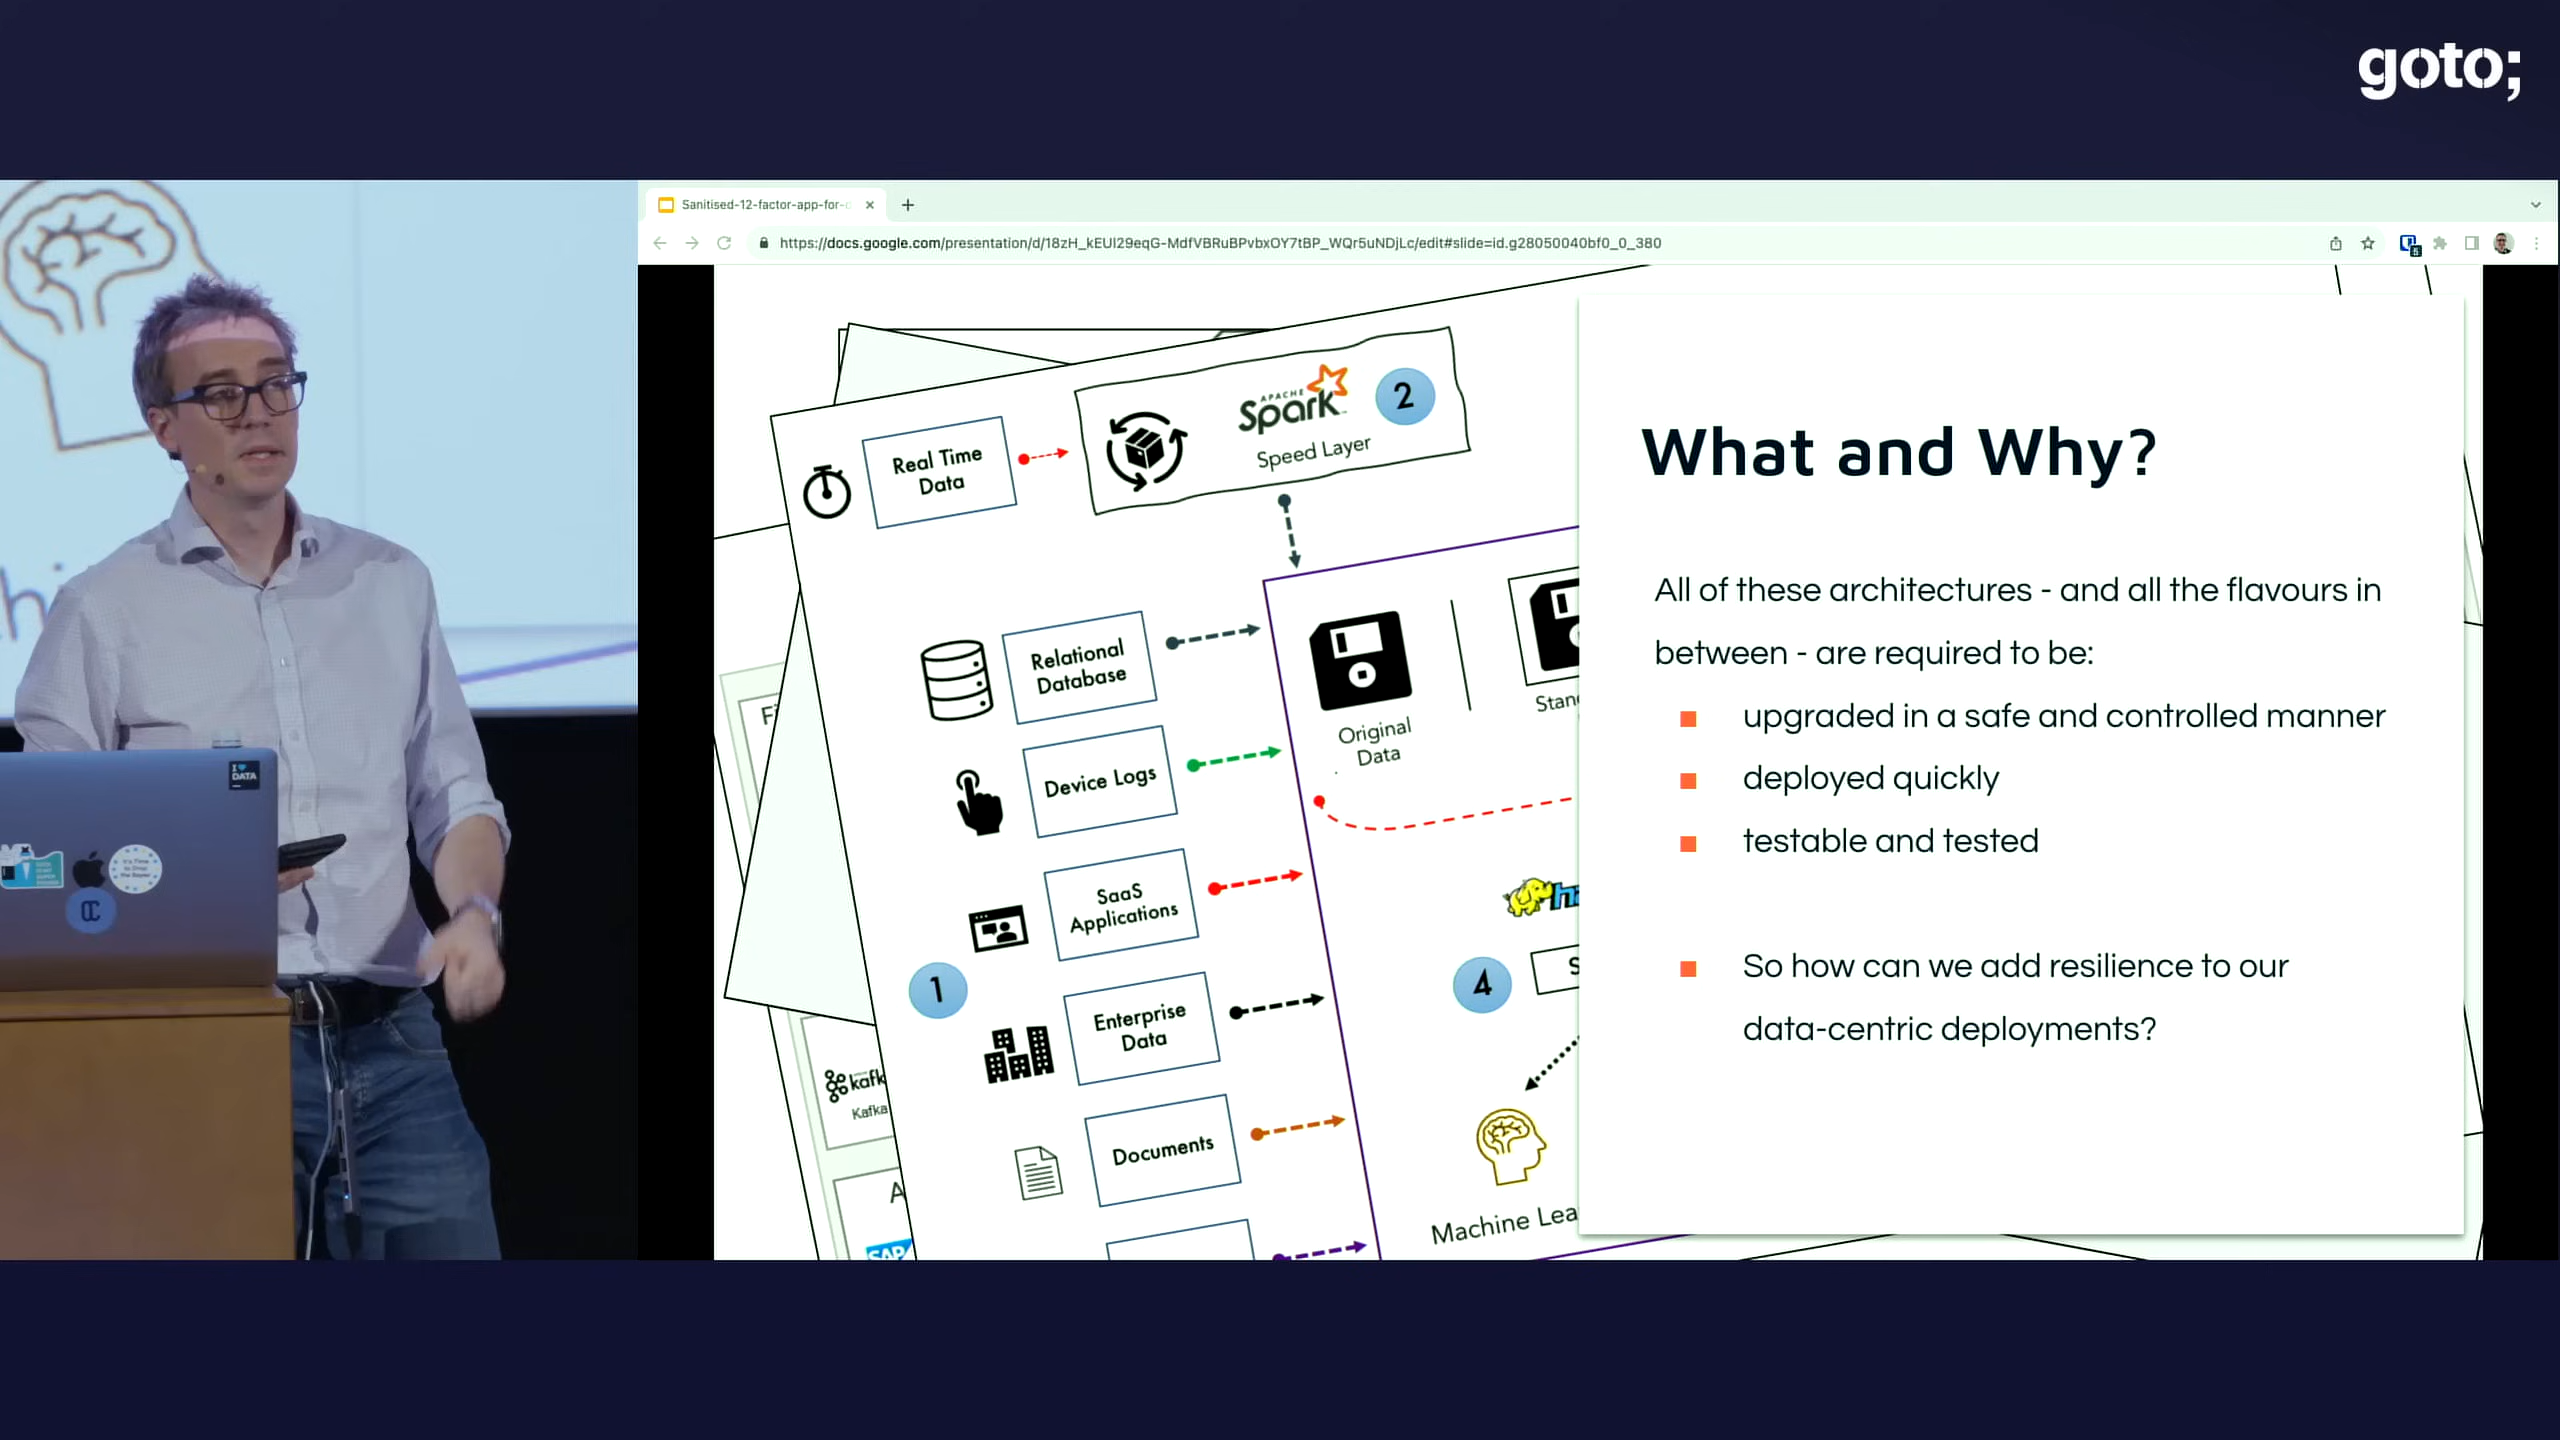 goto;
Sanitised-12-factor-app-for-d
https://docs.google.com/presentation/d/18zH_kEUI29eqG-MdfVBRuBPvbxOY7tBP_WQr5uNDjLc/edit#slide=id.g28050040bf0_0_380
I
DATA
APACHE
Spark
2
Speed Layer
Real Time
Data
Relational
Database
Original
Data
Device Logs
SaaS
Applications
1
4
Enterprise
Data
Documents
kafk
Kafka
SAP
Machine Lea
What and Why?
All of these architectures - and all the flavours in
between - are required to be:
upgraded in a safe and controlled manner
deployed quickly
testable and tested
So how can we add resilience to our
data-centric deployments?